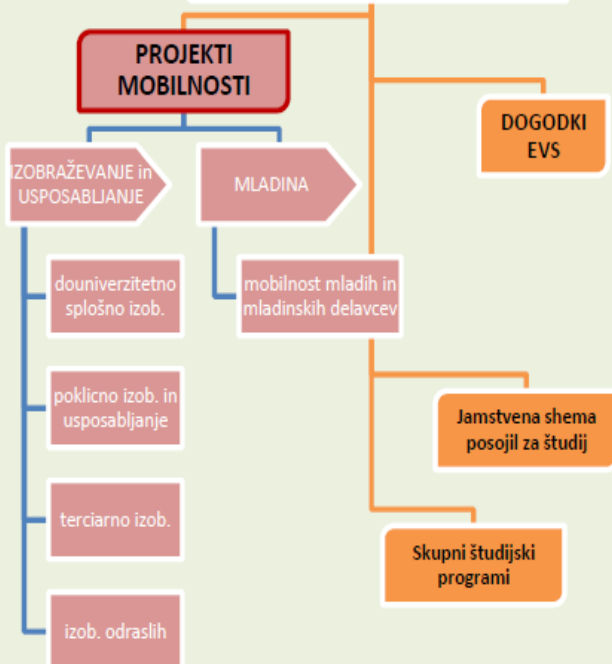 PROJEKTI
MOBILNOSTI
DOGODKI
EVS
IZOBRAŽEVANJE in
USPOSABLJANJE
MLADINA
douniverzitetno
splošno izob.
mobilnost mladih in
mladinskih delavcev
poklicno izob. in
usposabljanje
Jamstvena shema
posojil za študij
terciarno izob.
Skupni študijski
programi
izob. odraslih